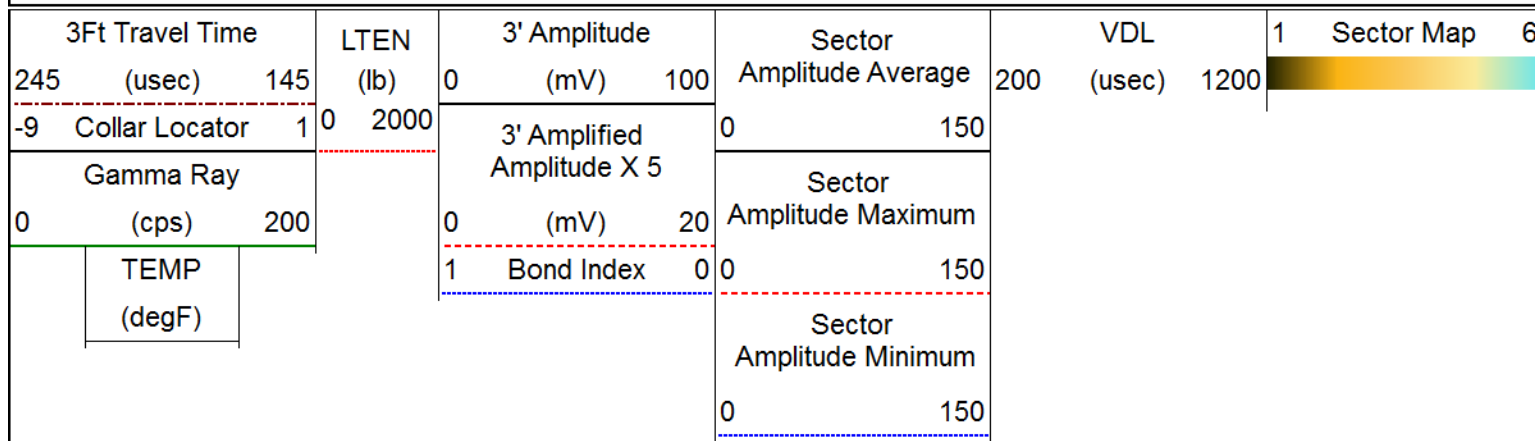 3Ft Travel Time
245 (usec) 145
-9 Collar Locator 1
Gamma Ray
0 (cps) 200
TEMP
(degF)
LTEN
(lb)
0 2000
3' Amplitude
0 (mV) 100
3' Amplified
Amplitude X 5
0 (mV) 20
1 Bond Index 0
Sector
Amplitude Average
0 150
Sector
Amplitude Maximum
0 150
Sector
Amplitude Minimum
0 150
VDL
200 (usec) 1200
1 Sector Map 6